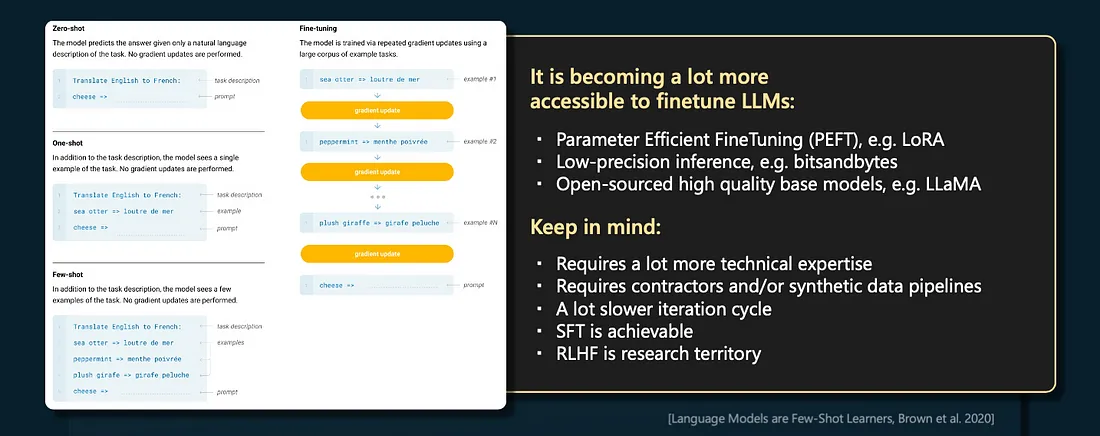 Zero-shot
The model predicts the answer given only a natural language
description of the task. No gradient updates are performed.
1 Translate English to French: task description
2 cheese => prompt
One-shot
In addition to the task description, the model sees a single
example of the task. No gradient updates are performed.
1 Translate English to French: task description
2 sea otter => loutre de mer example
3 cheese => prompt
Few-shot
In addition to the task description, the model sees a few
examples of the task. No gradient updates are performed.
1 Translate English to French: task description
2 sea otter => loutre de mer examples
3 peppermint => menthe poivrée
4 plush girafe => girafe peluche
5 cheese => prompt
Fine-tuning
The model is trained via repeated gradient updates using a
large corpus of example tasks.
1 sea otter => loutre de mer example #1
gradient update
1 peppermint => menthe poivrée example #2
gradient update
1 plush giraffe => girafe peluche example #N
gradient update
1 cheese => prompt
It is becoming a lot more
accessible to finetune LLMs:
▪ Parameter Efficient FineTuning (PEFT), e.g. LoRA
▪ Low-precision inference, e.g. bitsandbytes
▪ Open-sourced high quality base models, e.g. LLaMA
Keep in mind:
▪ Requires a lot more technical expertise
▪ Requires contractors and/or synthetic data pipelines
▪ A lot slower iteration cycle
▪ SFT is achievable
▪ RLHF is research territory
[Language Models are Few-Shot Learners, Brown et al. 2020]